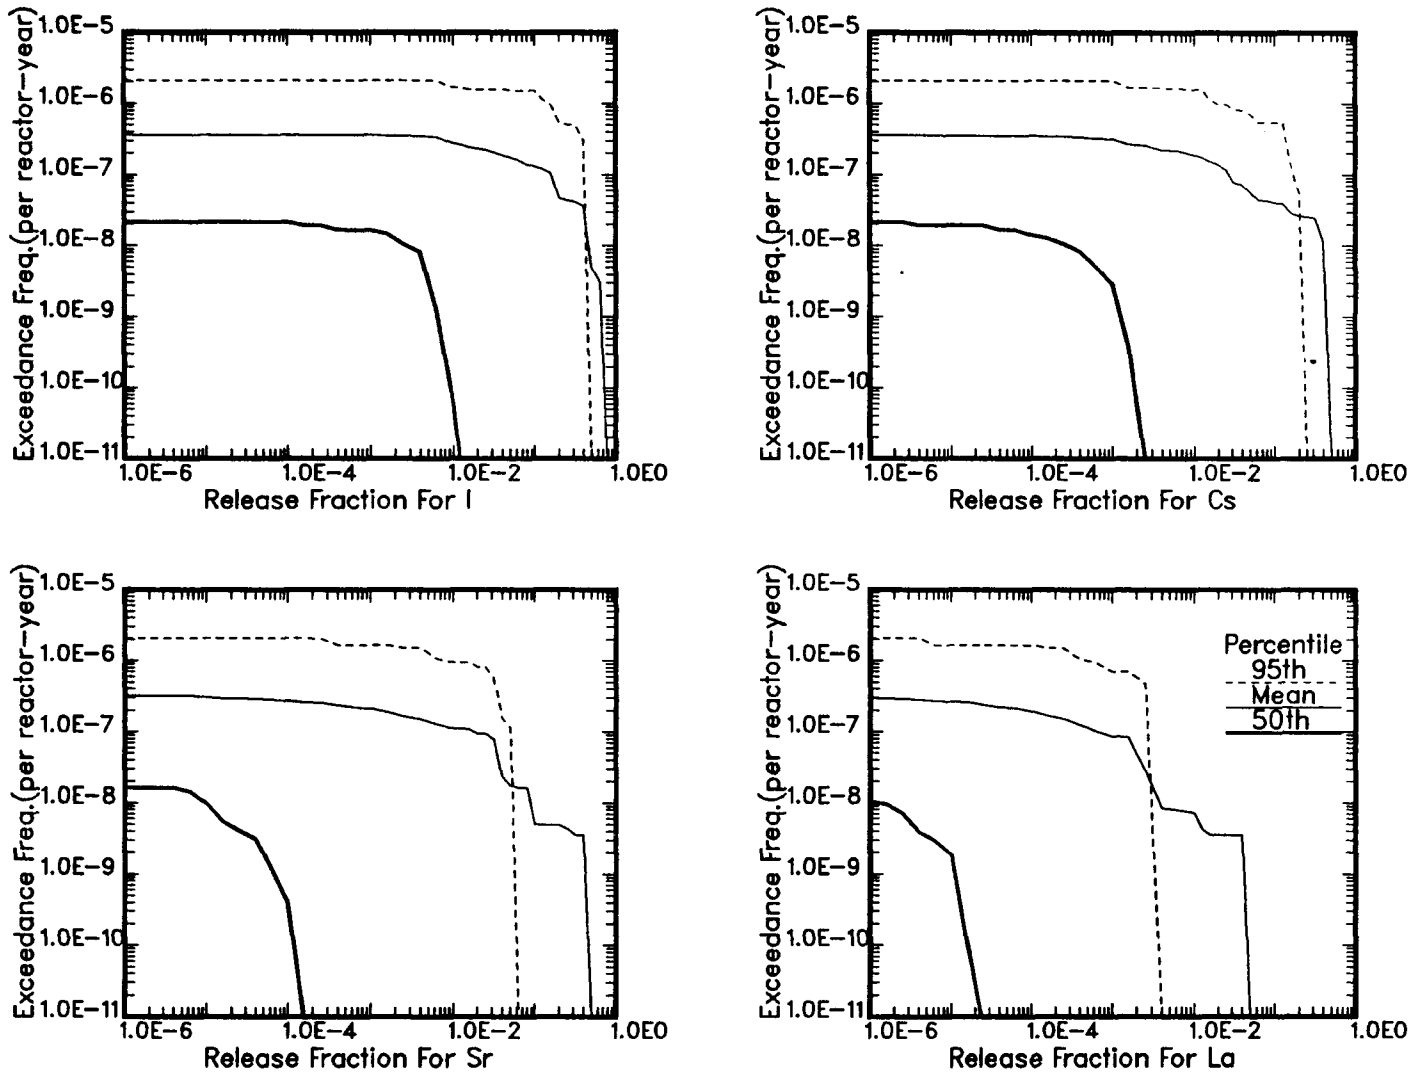 Exceedance Freq.(per reactor-year)
1.0E-5
1.0E-6
1.0E-7
1.0E-8
1.0E-9
1.0E-10
1.0E-11
1.0E-6 1.0E-4 1.0E-2 1.0E0
Release Fraction For I
Exceedance Freq.(per reactor-year)
1.0E-5
1.0E-6
1.0E-7
1.0E-8
1.0E-9
1.0E-10
1.0E-11
1.0E-6 1.0E-4 1.0E-2 1.0E0
Release Fraction For Cs
Exceedance Freq.(per reactor-year)
1.0E-5
1.0E-6
1.0E-7
1.0E-8
1.0E-9
1.0E-10
1.0E-11
1.0E-6 1.0E-4 1.0E-2 1.0E0
Release Fraction For Sr
Exceedance Freq.(per reactor-year)
1.0E-5
1.0E-6
1.0E-7
1.0E-8
1.0E-9
1.0E-10
1.0E-11
Percentile
95th
Mean
50th
1.0E-6 1.0E-4 1.0E-2 1.0E0
Release Fraction For La